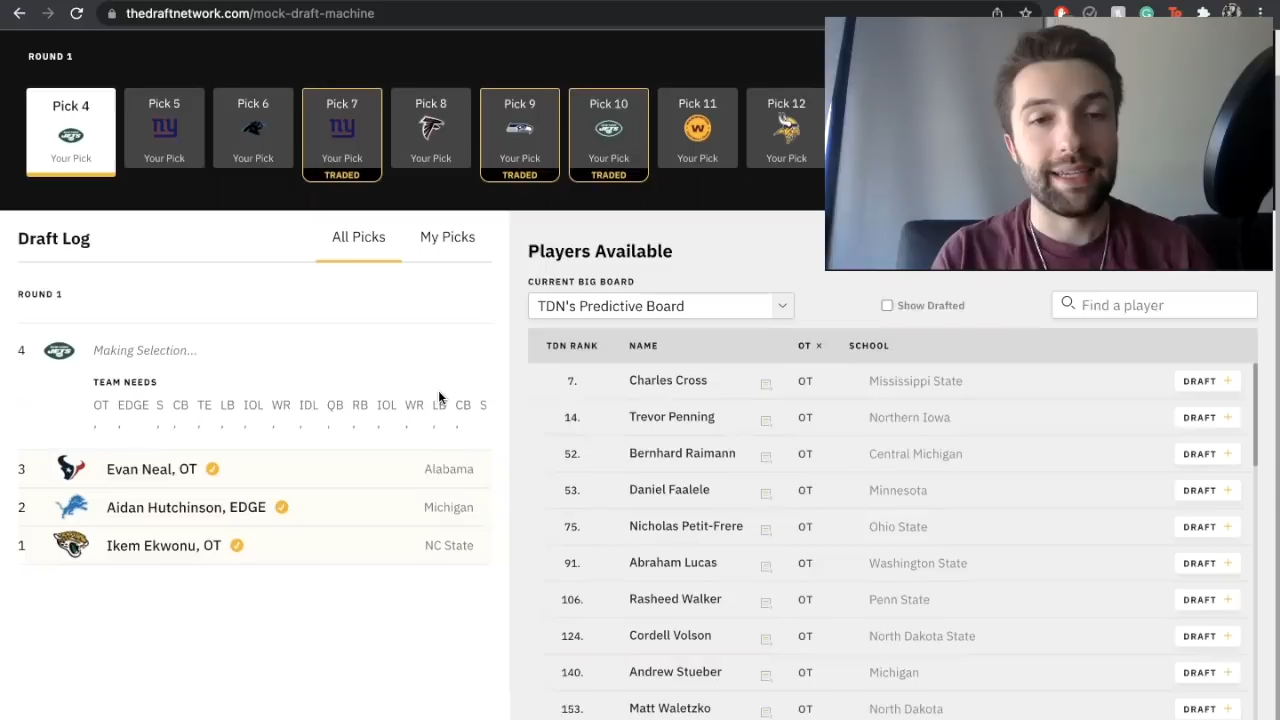 thedraftnetwork.com/mock-draft-machine
ROUND 1
Pick 4
JETS
Your Pick
Pick 5
ny
Your Pick
Pick 6
Your Pick
Pick 7
ny
Your Pick
TRADED
Pick 8
Your Pick
Pick 9
Your Pick
TRADED
Pick 10
JETS
Your Pick
TRADED
Pick 11
W
Your Pick
Pick 12
Your Pick
Draft Log
All Picks
My Picks
ROUND 1
4 JETS Making Selection...
TEAM NEEDS
OT EDGE S CB TE LB IOL WR IDL QB RB IOL WR LB CB S
, , , , , , , , , , , , , ,
3 Evan Neal, OT Alabama
2 Aidan Hutchinson, EDGE Michigan
1 Ikem Ekwonu, OT NC State
Players Available
CURRENT BIG BOARD
TDN's Predictive Board
Show Drafted
Find a player
TDN RANK NAME OT × SCHOOL
7. Charles Cross OT Mississippi State DRAFT +
14. Trevor Penning OT Northern Iowa DRAFT +
52. Bernhard Raimann OT Central Michigan DRAFT +
53. Daniel Faalele OT Minnesota DRAFT +
75. Nicholas Petit-Frere OT Ohio State DRAFT +
91. Abraham Lucas OT Washington State DRAFT +
106. Rasheed Walker OT Penn State DRAFT +
124. Cordell Volson OT North Dakota State DRAFT +
140. Andrew Stueber OT Michigan DRAFT +
153. Matt Waletzko OT North Dakota DRAFT +